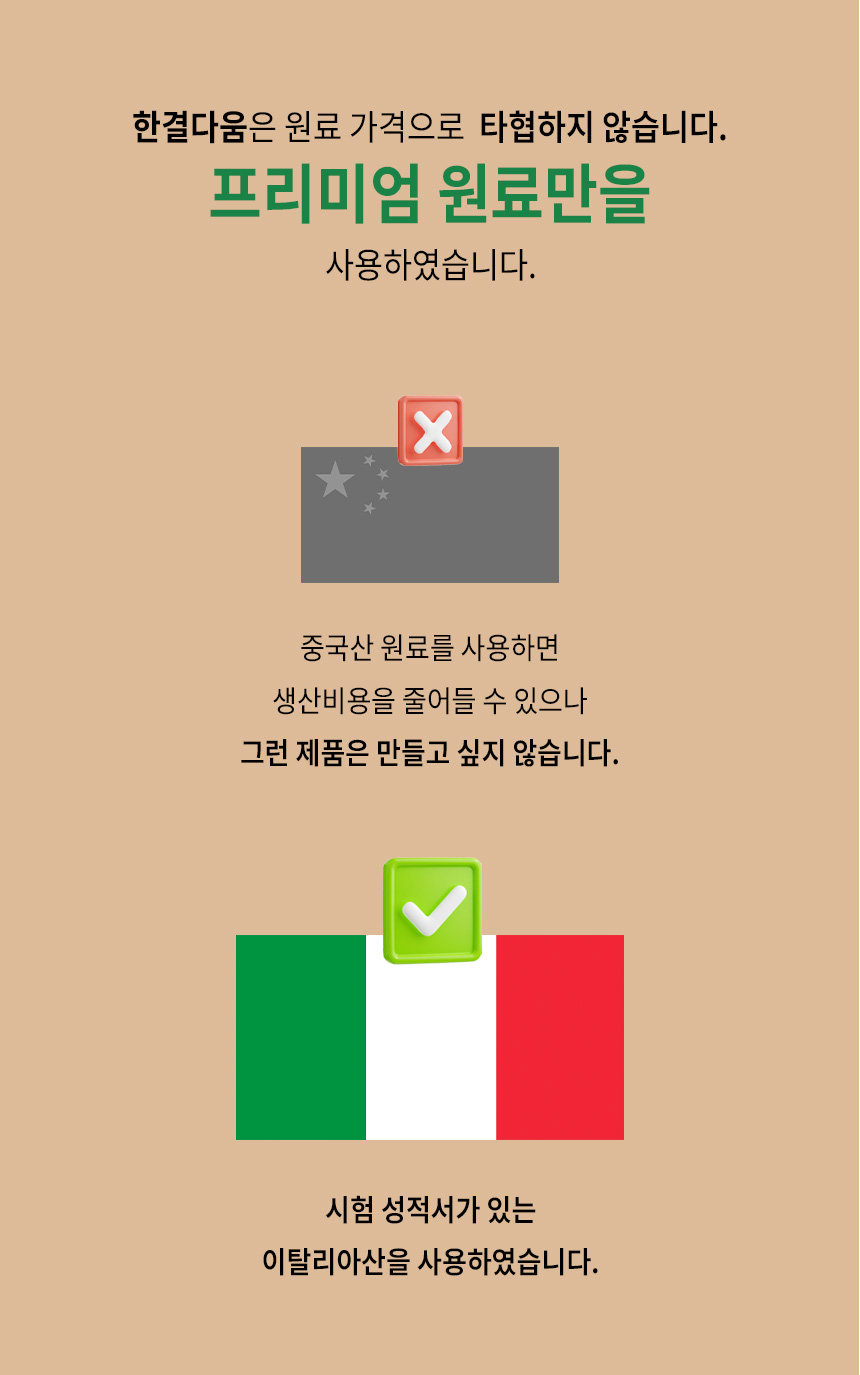 한결다움은 원료 가격으로 타협하지 않습니다.
프리미엄 원료만을
사용하였습니다.
중국산 원료를 사용하면
생산비용을 줄어들 수 있으나
그런 제품은 만들고 싶지 않습니다.
시험 성적서가 있는
이탈리아산을 사용하였습니다.